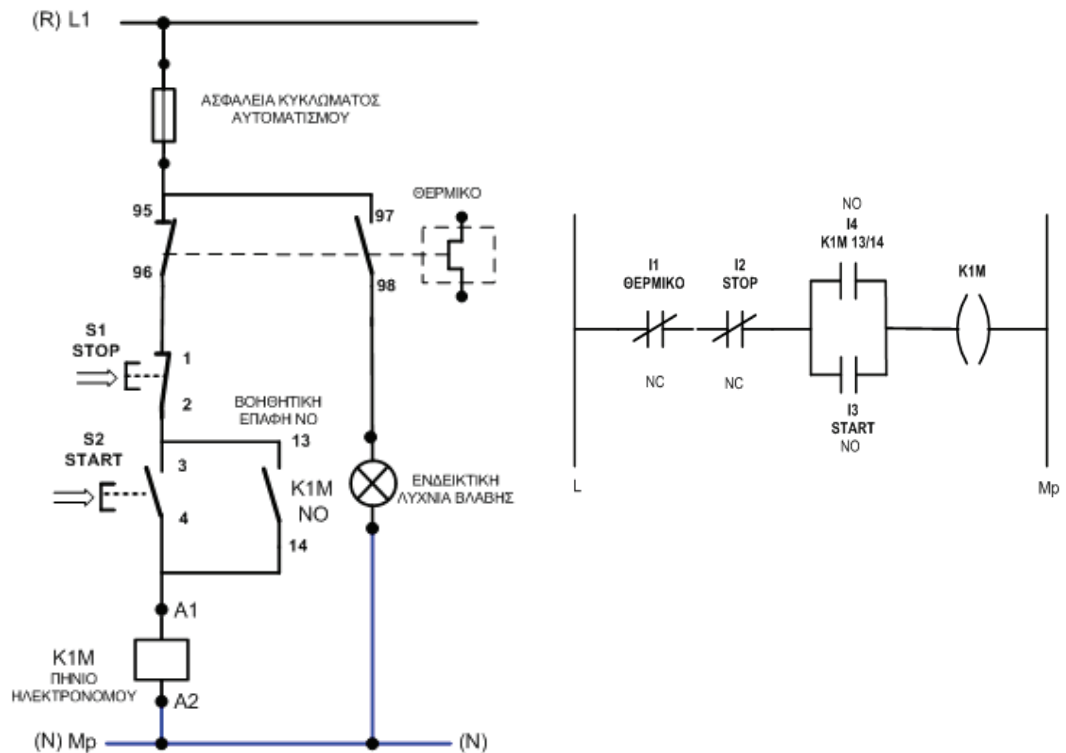 (R) L1
ΑΣΦΑΛΕΙΑ ΚΥΚΛΩΜΑΤΟΣ
ΑΥΤΟΜΑΤΙΣΜΟΥ
95
96
97
98
ΘΕΡΜΙΚΟ
S1
STOP
1
2
ΒΟΗΘΗΤΙΚΗ
ΕΠΑΦΗ NO
S2
START
3
4
13
K1M
NO
14
ΕΝΔΕΙΚΤΙΚΗ
ΛΥΧΝΙΑ ΒΛΑΒΗΣ
A1
K1M
ΠΗΝΙΟ
ΗΛΕΚΤΡΟΝΟΜΟΥ
A2
(N) Mp
(N)
NO
I4
K1M 13/14
I1
ΘΕΡΜΙΚΟ
I2
STOP
K1M
NC
NC
I3
START
NO
L
Mp